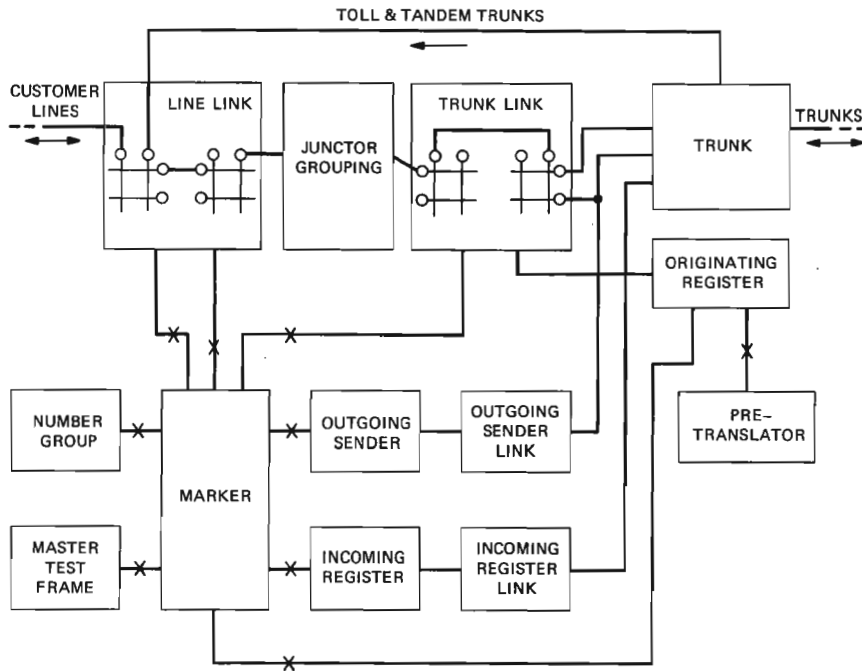 TOLL & TANDEM TRUNKS
CUSTOMER
LINES
LINE LINK
JUNCTOR
GROUPING
TRUNK LINK
TRUNK
TRUNKS
ORIGINATING
REGISTER
NUMBER
GROUP
MARKER
OUTGOING
SENDER
OUTGOING
SENDER
LINK
PRE-
TRANSLATOR
MASTER
TEST
FRAME
INCOMING
REGISTER
INCOMING
REGISTER
LINK